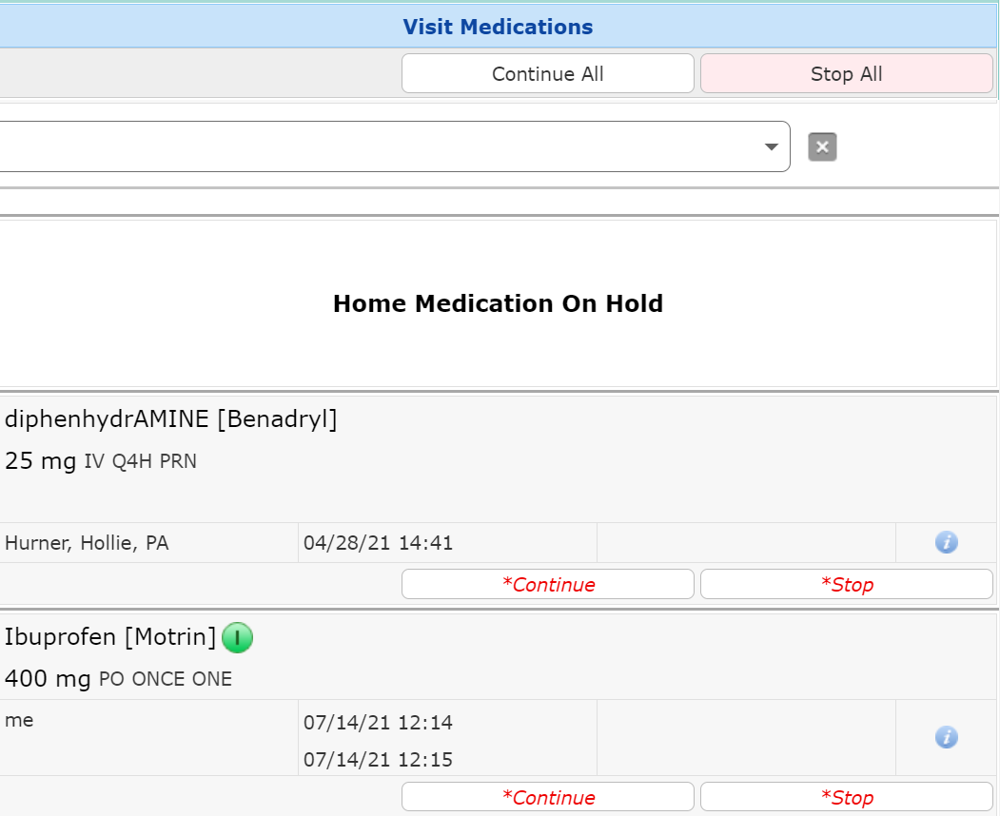 Visit Medications
Continue All
Stop All
Home Medication On Hold
diphenhydrAMINE [Benadryl]
25 mg IV Q4H PRN
Hurner, Hollie, PA
04/28/21 14:41
i
*Continue
*Stop
Ibuprofen [Motrin] I
400 mg PO ONCE ONE
me
07/14/21 12:14
07/14/21 12:15
i
*Continue
*Stop